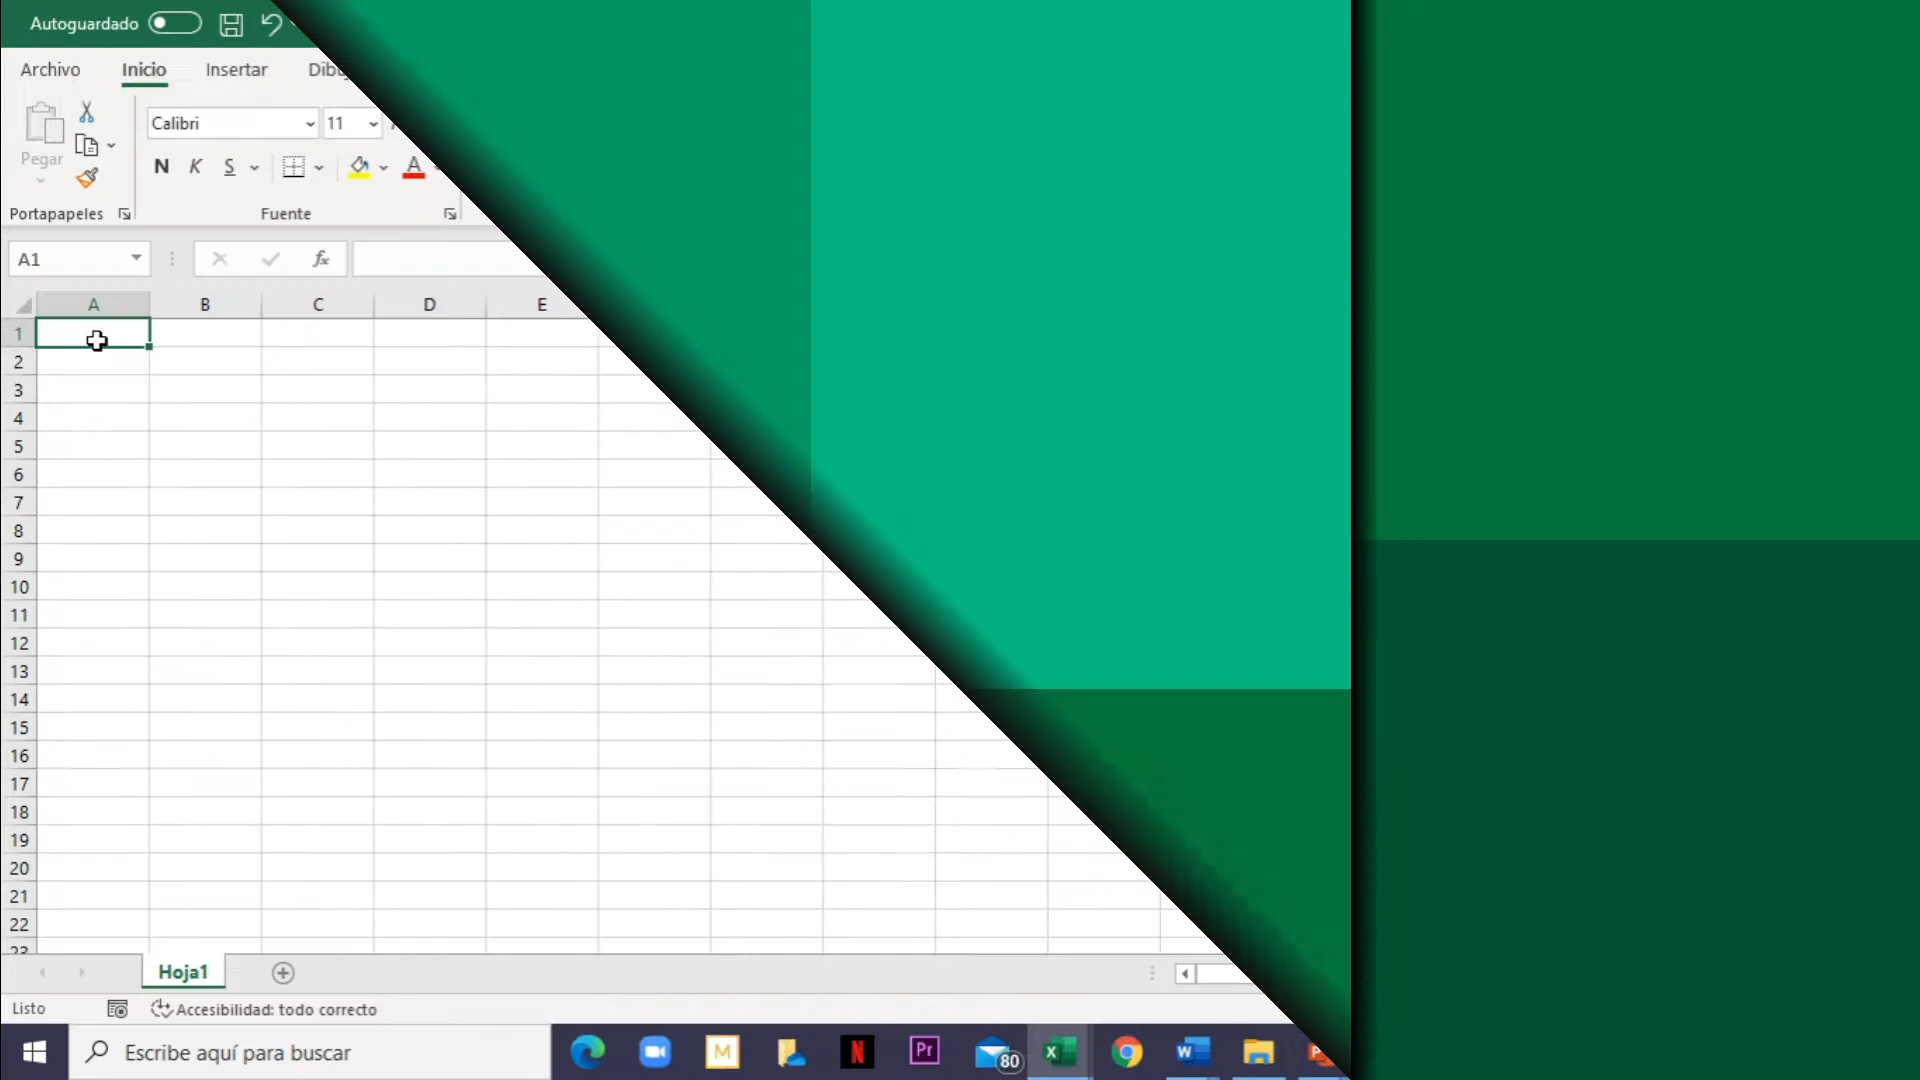 Autoguardado
Archivo Inicio Insertar
Pegar
Calibri 11
N K S A
Portapapeles Fuente
A1 fx
A B C D E
1
2
3
4
5
6
7
8
9
10
11
12
13
14
15
16
17
18
19
20
21
22
23
Hoja1
Listo Accesibilidad: todo correcto
Escribe aquí para buscar M N Pr 80 X W